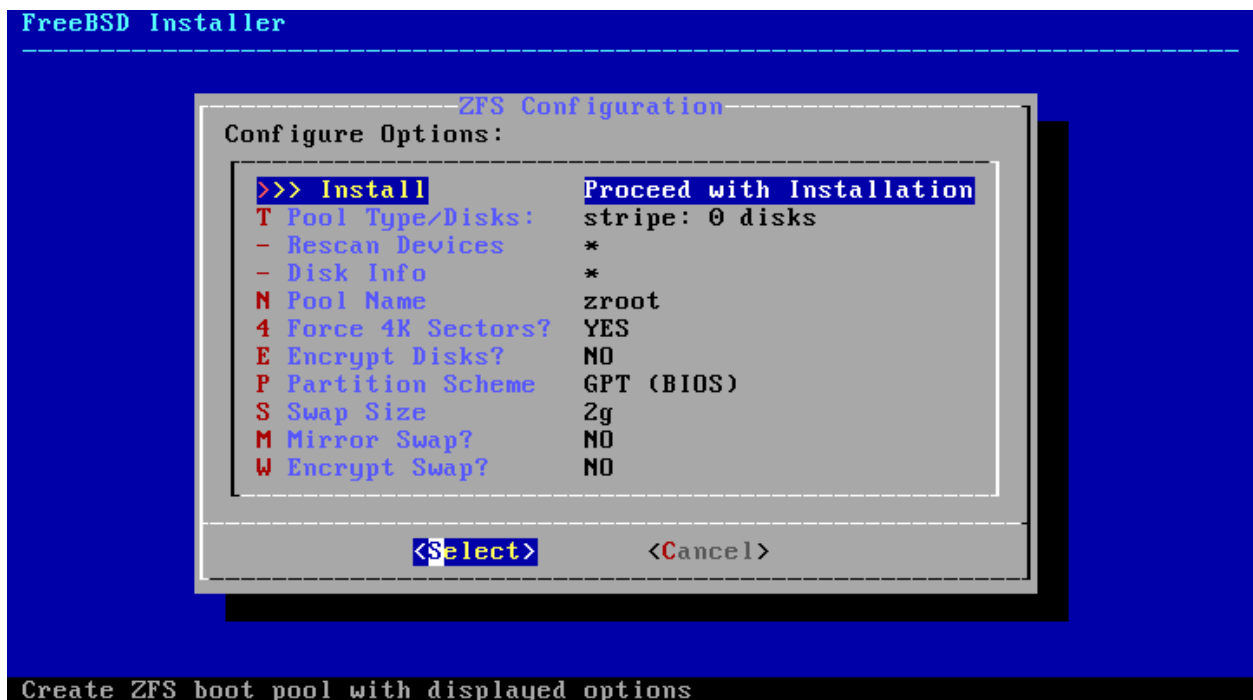 FreeBSD Installer
ZFS Configuration
Configure Options:
>>> Install Proceed with Installation
T Pool Type/Disks: stripe: 0 disks
- Rescan Devices *
- Disk Info *
N Pool Name zroot
4 Force 4K Sectors? YES
E Encrypt Disks? NO
P Partition Scheme GPT (BIOS)
S Swap Size 2g
M Mirror Swap? NO
W Encrypt Swap? NO
<Select> <Cancel>
Create ZFS boot pool with displayed options